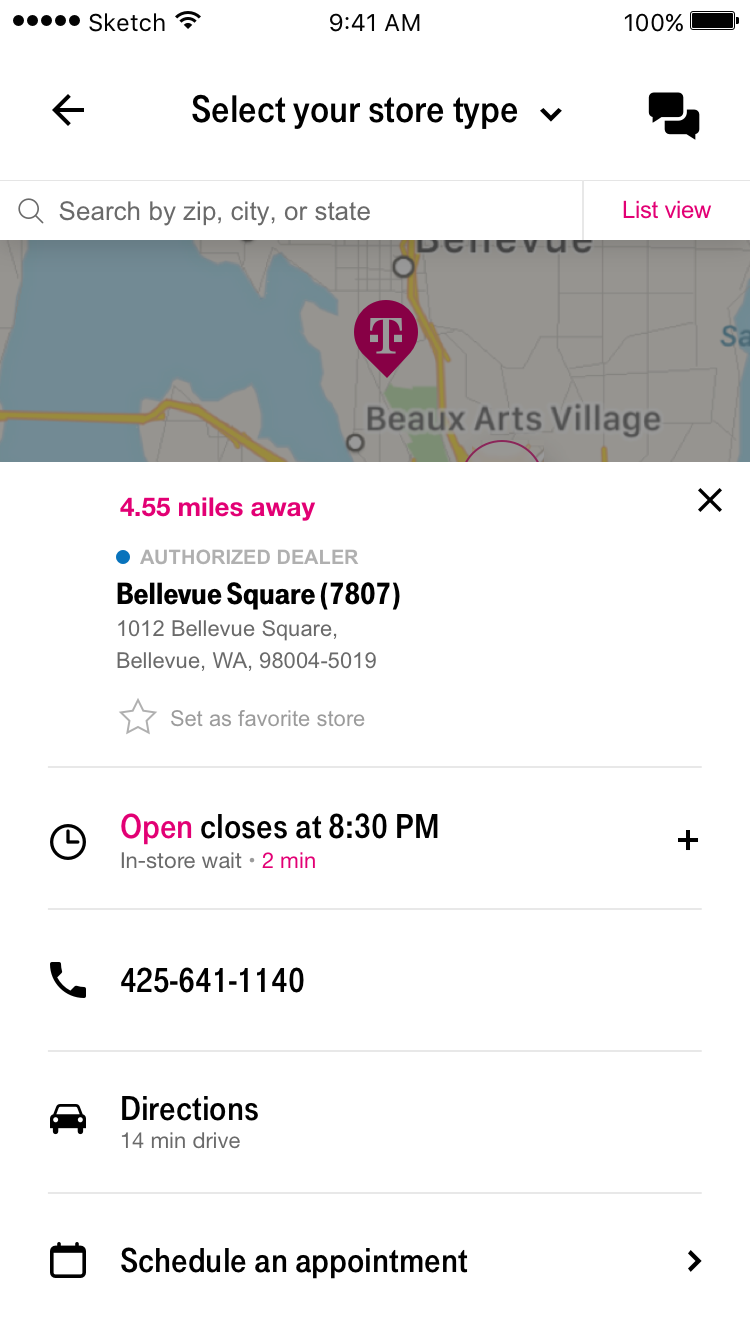 Sketch 9:41 AM 100%
Select your store type
Search by zip, city, or state List view
Bellevue
T
Beaux Arts Village
4.55 miles away
AUTHORIZED DEALER
Bellevue Square (7807)
1012 Bellevue Square,
Bellevue, WA, 98004-5019
Set as favorite store
Open closes at 8:30 PM
In-store wait • 2 min
425-641-1140
Directions
14 min drive
Schedule an appointment